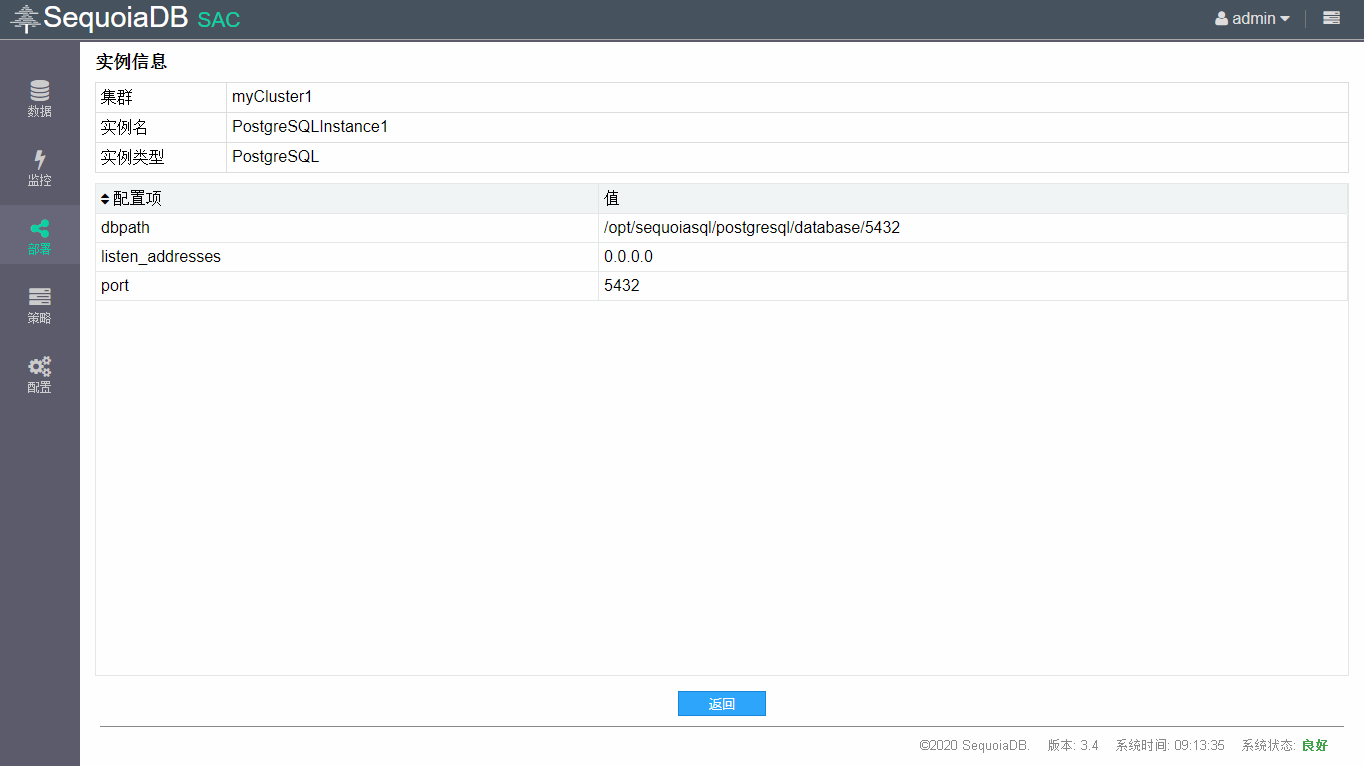 SequoiaDB SAC
admin
数据
监控
部署
策略
配置
实例信息
集群 myCluster1
实例名 PostgreSQLInstance1
实例类型 PostgreSQL
配置项 值
dbpath /opt/sequoiasql/postgresql/database/5432
listen_addresses 0.0.0.0
port 5432
返回
©2020 SequoiaDB. 版本: 3.4 系统时间: 09:13:35 系统状态: 良好